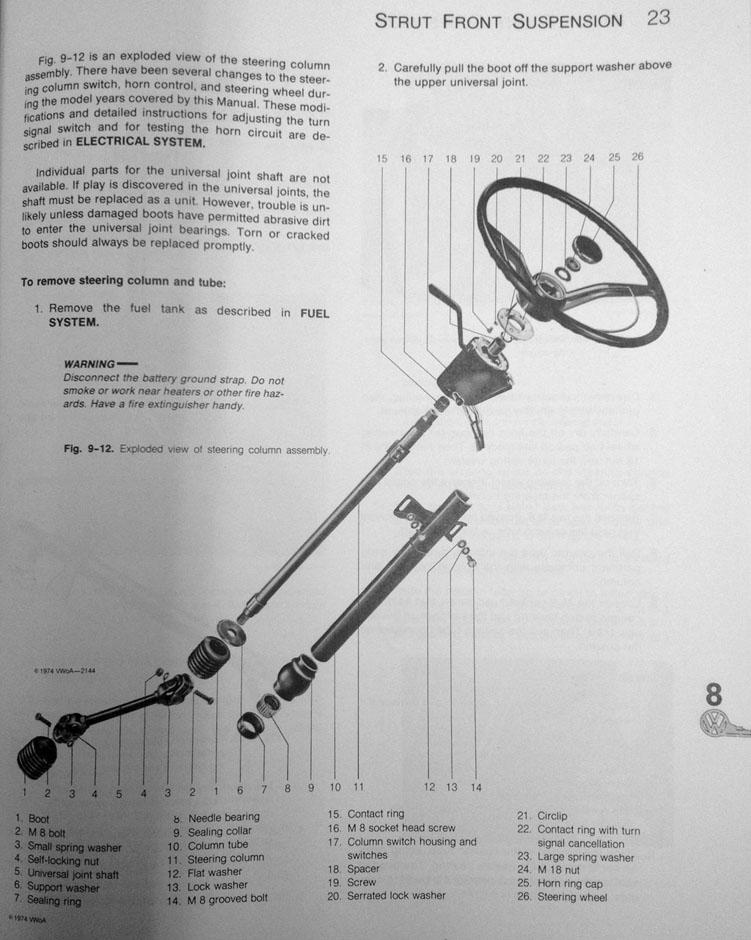 STRUT FRONT SUSPENSION 23
Fig. 9-12 is an exploded view of the steering column
assembly. There have been several changes to the steer-
ing column switch, horn control, and steering wheel dur-
ing the model years covered by this Manual. These modi-
fications and detailed instructions for adjusting the turn
signal switch and for testing the horn circuit are de-
scribed in ELECTRICAL SYSTEM.
Individual parts for the universal joint shaft are not
available. If play is discovered in the universal joints, the
shaft must be replaced as a unit. However, trouble is un-
likely unless damaged boots have permitted abrasive dirt
to enter the universal joint bearings. Torn or cracked
boots should always be replaced promptly.
To remove steering column and tube:
1. Remove the fuel tank as described in FUEL
SYSTEM.
WARNING—
Disconnect the battery ground strap. Do not
smoke or work near heaters or other fire haz-
ards. Have a fire extinguisher handy.
Fig. 9-12. Exploded view of steering column assembly.
2. Carefully pull the boot off the support washer above
the upper universal joint.
15 16 17 18 19 20 21 22 23 24 25 26
© 1974 VWoA—2144
8
1 2 3 4 5 4 3 2 1 6 7 8 9 10 11 12 13 14
1. Boot
2. M 8 bolt
3. Small spring washer
4. Self-locking nut
5. Universal joint shaft
6. Support washer
7. Sealing ring
8. Needle bearing
9. Sealing collar
10. Column tube
11. Steering column
12. Flat washer
13. Lock washer
14. M 8 grooved bolt
15. Contact ring
16. M 8 socket head screw
17. Column switch housing and
switches
18. Spacer
19. Screw
20. Serrated lock washer
21. Circlip
22. Contact ring with turn
signal cancellation
23. Large spring washer
24. M 18 nut
25. Horn ring cap
26. Steering wheel
© 1974 VWoA